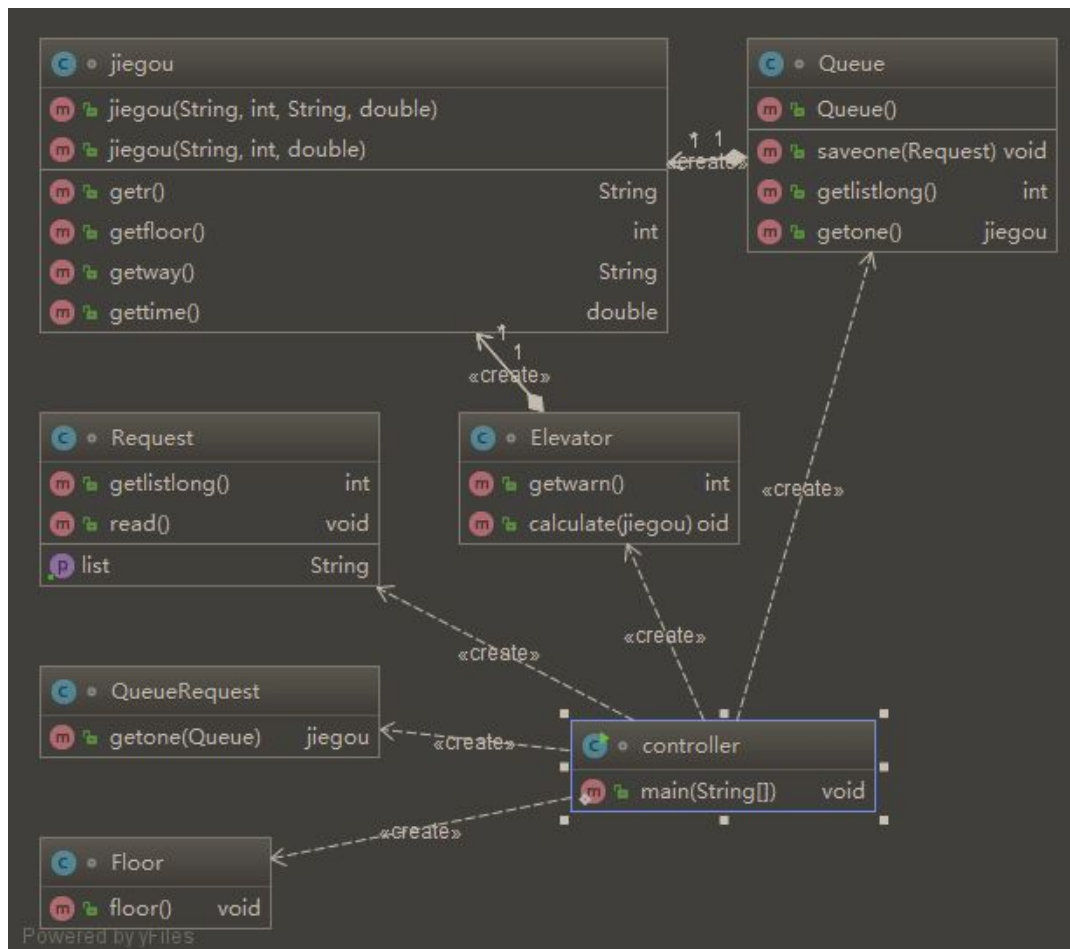 jiegou
jiegou(String, int, String, double)
jiegou(String, int, double)
getr() String
getfloor() int
getway() String
gettime() double
Queue
Queue()
saveone(Request) void
getlistlong() int
getone() jiegou
* 1
«create»
* 1
«create»
Request
getlistlong() int
read() void
list String
Elevator
getwarn() int
calculate(jiegou) oid
«create»
«create»
«create»
QueueRequest
getone(Queue) jiegou
«create»
controller
main(String[]) void
«create»
Floor
floor() void
Powered by yFiles